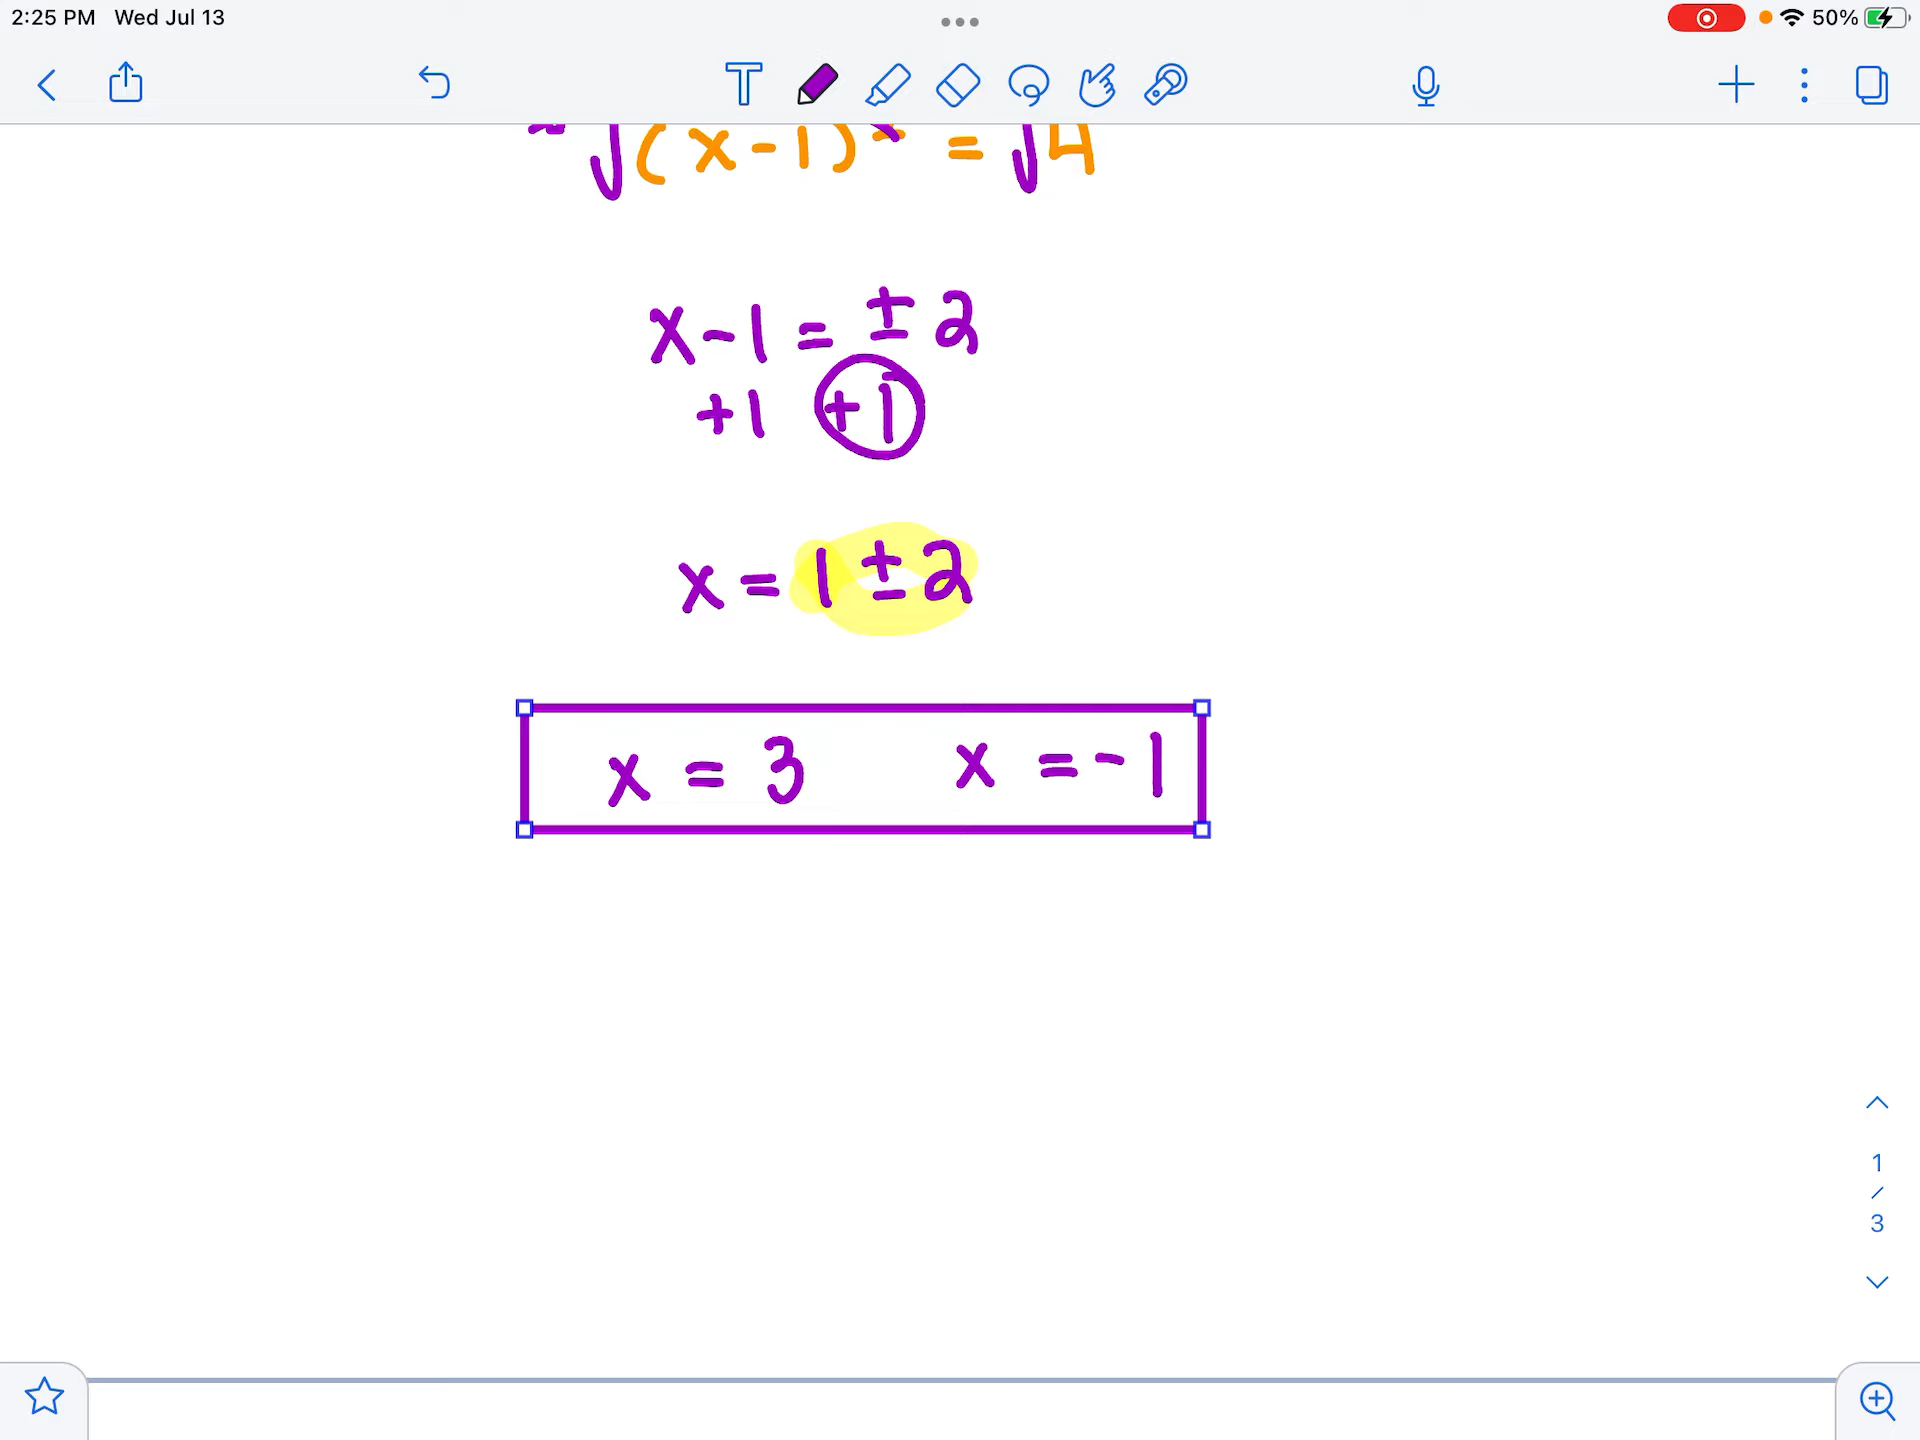 2:25 PM Wed Jul 13
50%
T
√(x-1)² = √4
x-1 = ± 2
+1 +1
x = 1 ± 2
x = 3 x = -1
1
/
3